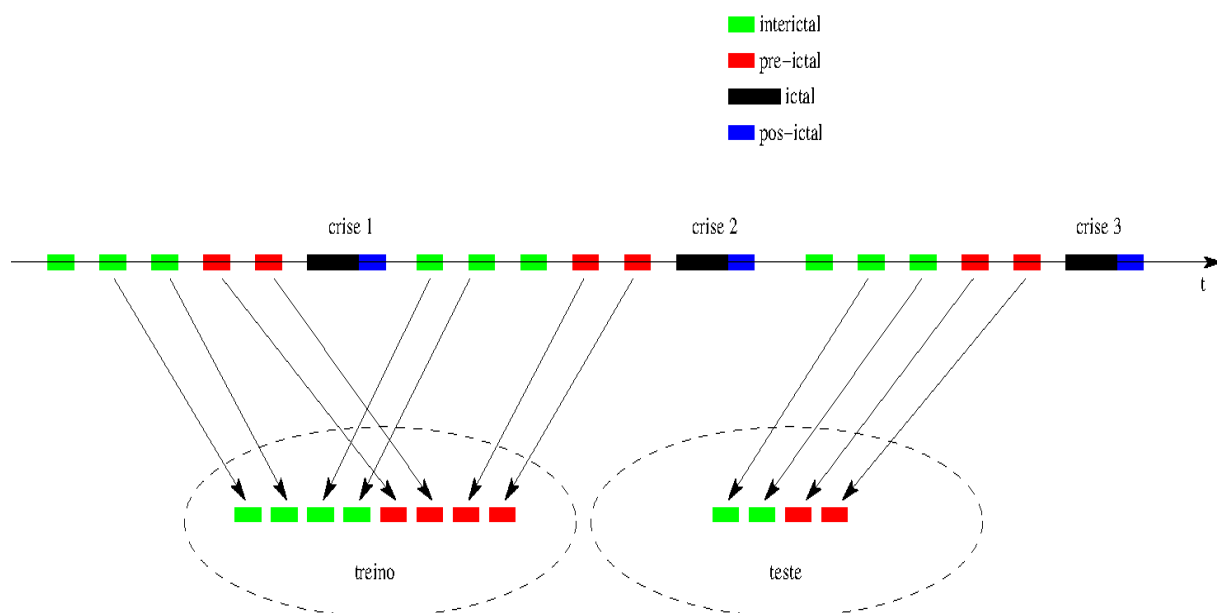 interictal
pre-ictal
ictal
pos-ictal
crise 1
crise 2
crise 3
t
treino
teste